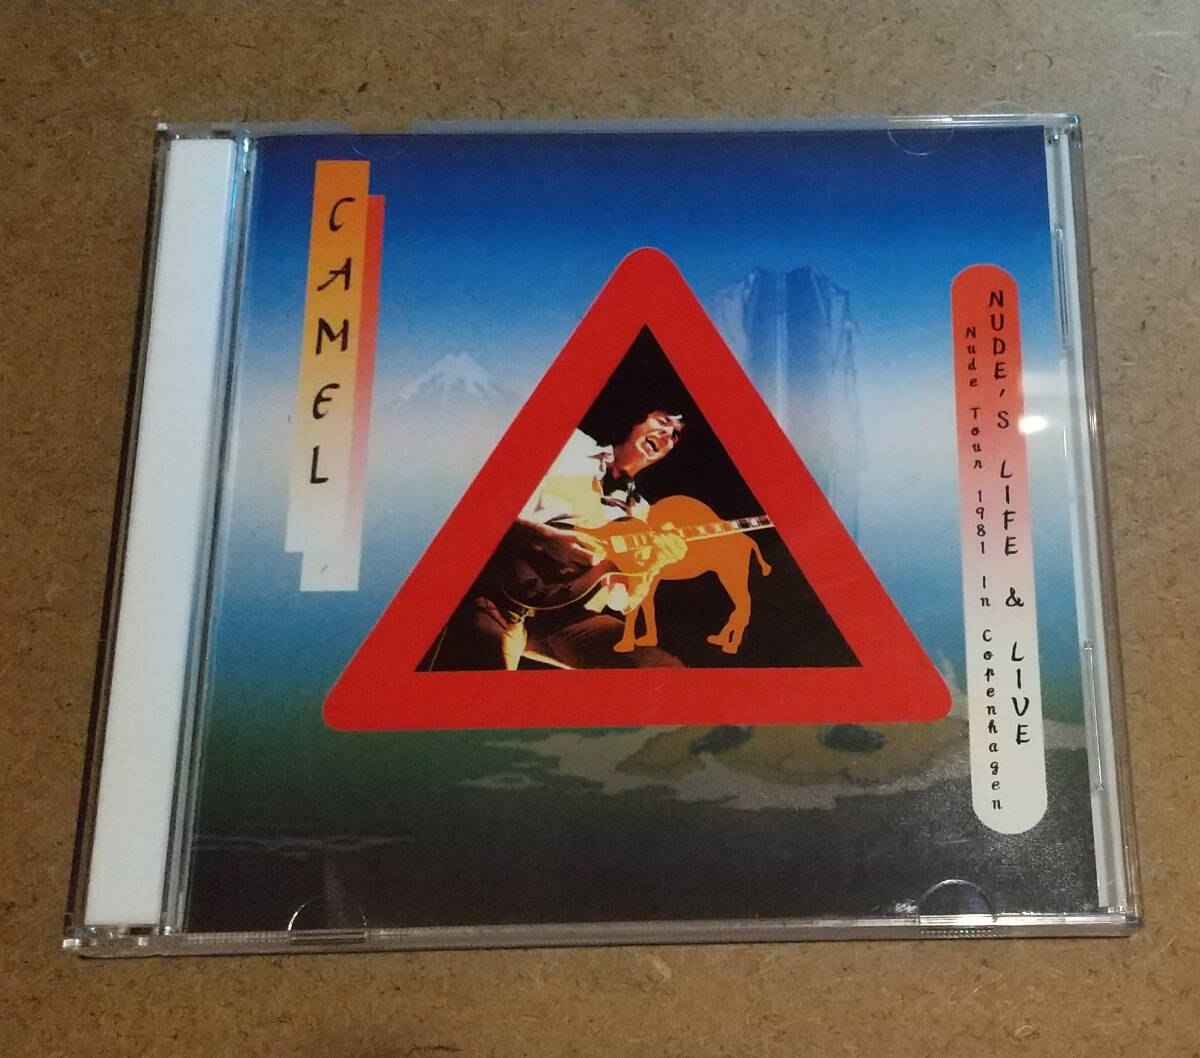 CAMEL
NUDE'S LIFE & LIVE
Nude Tour 1981 In Copenhagen